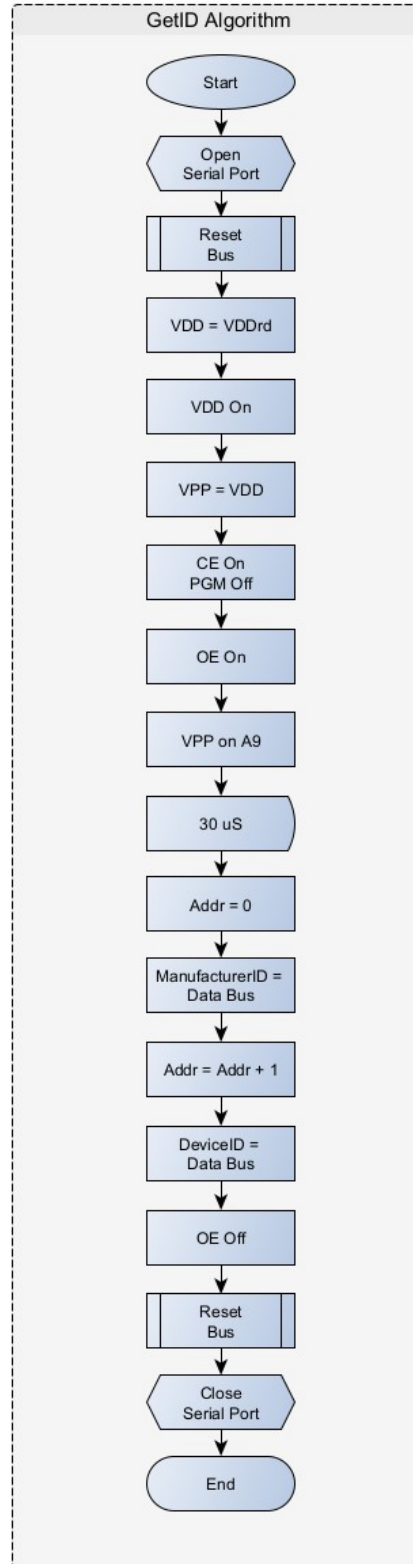 GetID Algorithm
Start
Open
Serial Port
Reset
Bus
VDD = VDDrd
VDD On
VPP = VDD
CE On
PGM Off
OE On
VPP on A9
30 uS
Addr = 0
ManufacturerID =
Data Bus
Addr = Addr + 1
DeviceID =
Data Bus
OE Off
Reset
Bus
Close
Serial Port
End